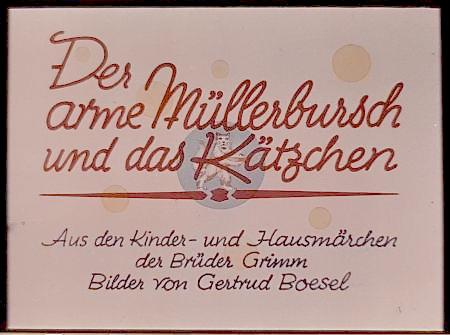 Der
arme Müllerbursch
und das Kätzchen
Aus den Kinder- und Hausmärchen
der Brüder Grimm
Bilder von Gertrud Boesel